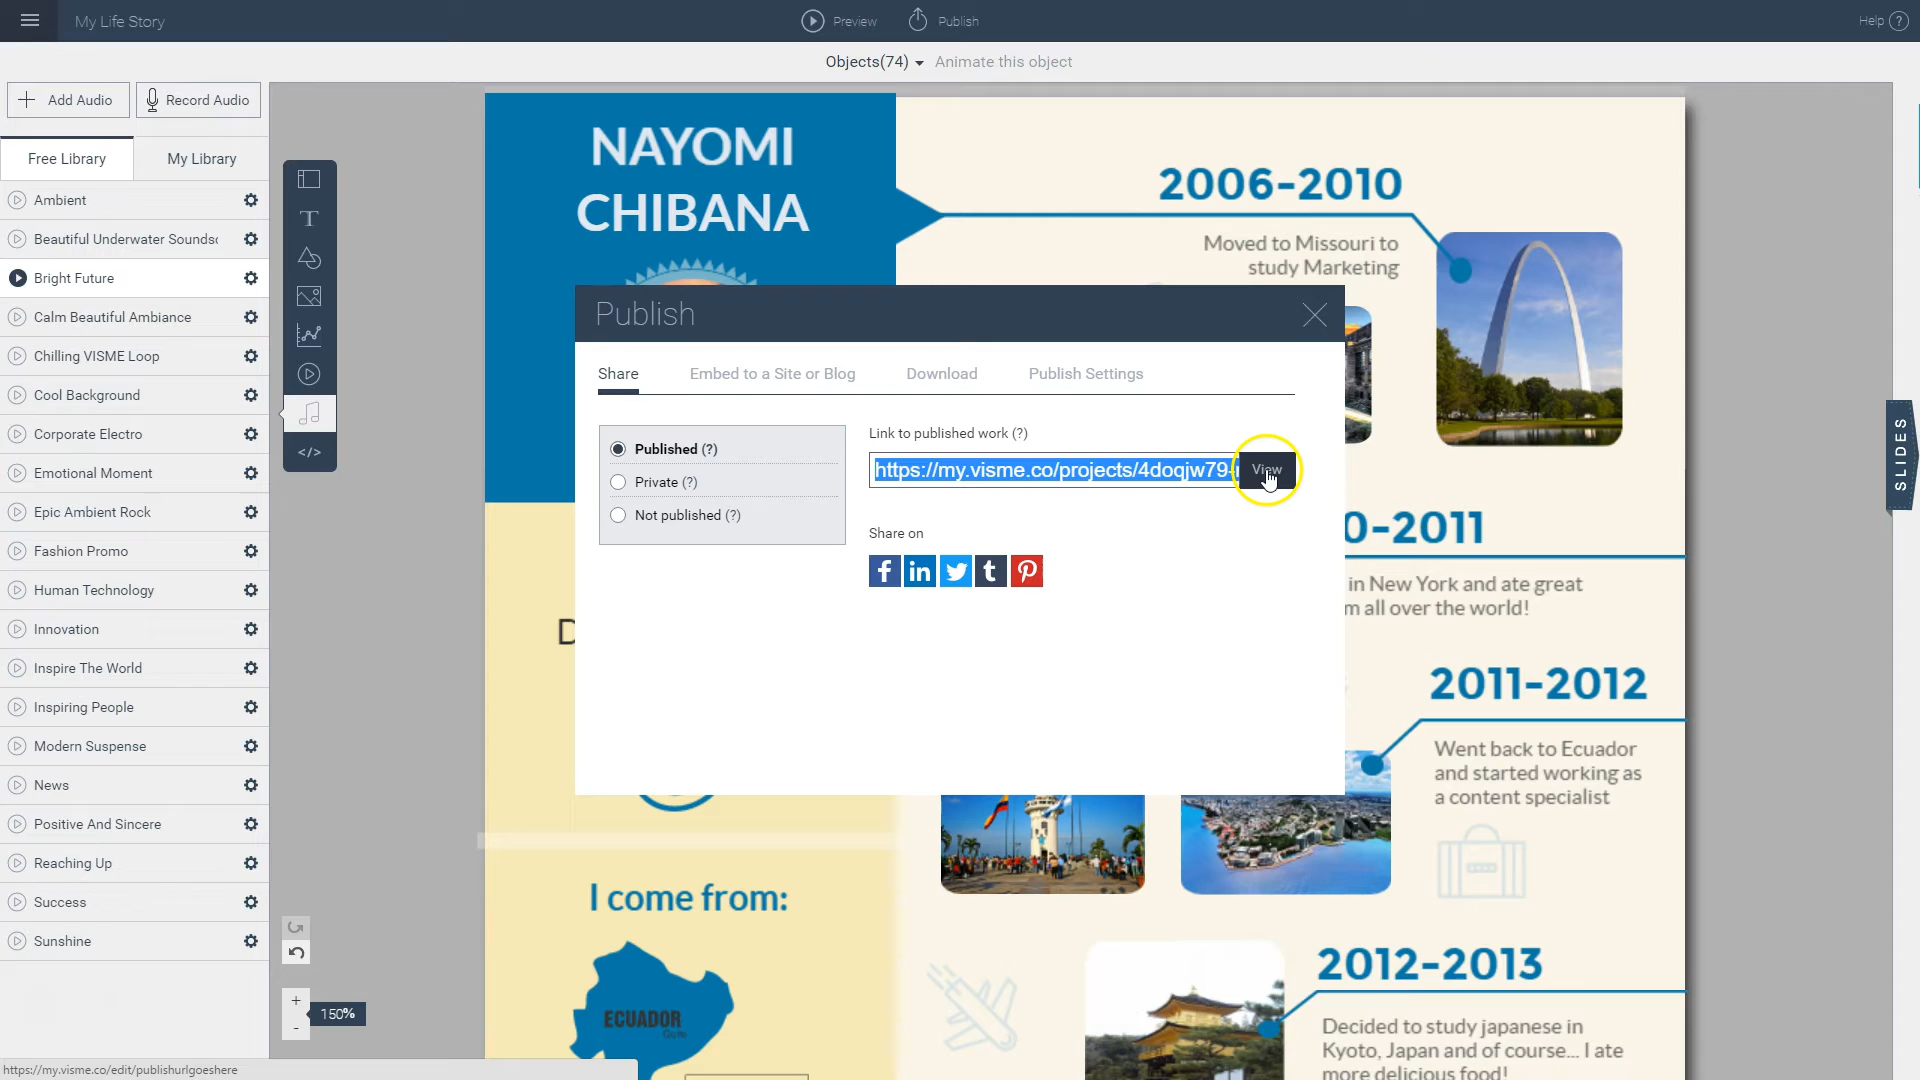 My Life Story
Preview
Publish
Help ?
Objects(74)
Animate this object
Add Audio
Record Audio
Free Library
My Library
Ambient
Beautiful Underwater Soundsc
Bright Future
Calm Beautiful Ambiance
Chilling VISME Loop
Cool Background
Corporate Electro
Emotional Moment
Epic Ambient Rock
Fashion Promo
Human Technology
Innovation
Inspire The World
Inspiring People
Modern Suspense
News
Positive And Sincere
Reaching Up
Success
Sunshine
T
</>
+
150%
-
NAYOMI
CHIBANA
2006-2010
Moved to Missouri to
study Marketing
Publish
Share
Embed to a Site or Blog
Download
Publish Settings
Published (?)
Private (?)
Not published (?)
Link to published work (?)
https://my.visme.co/projects/4doqjw79-
View
Share on
f
in
t
0-2011
in New York and ate great
m all over the world!
2011-2012
Went back to Ecuador
and started working as
a content specialist
I come from:
ECUADOR
Quito
2012-2013
Decided to study japanese in
Kyoto, Japan and of course... I ate
more delicious food!
SLIDES
https://my.visme.co/edit/publishurlgoeshere